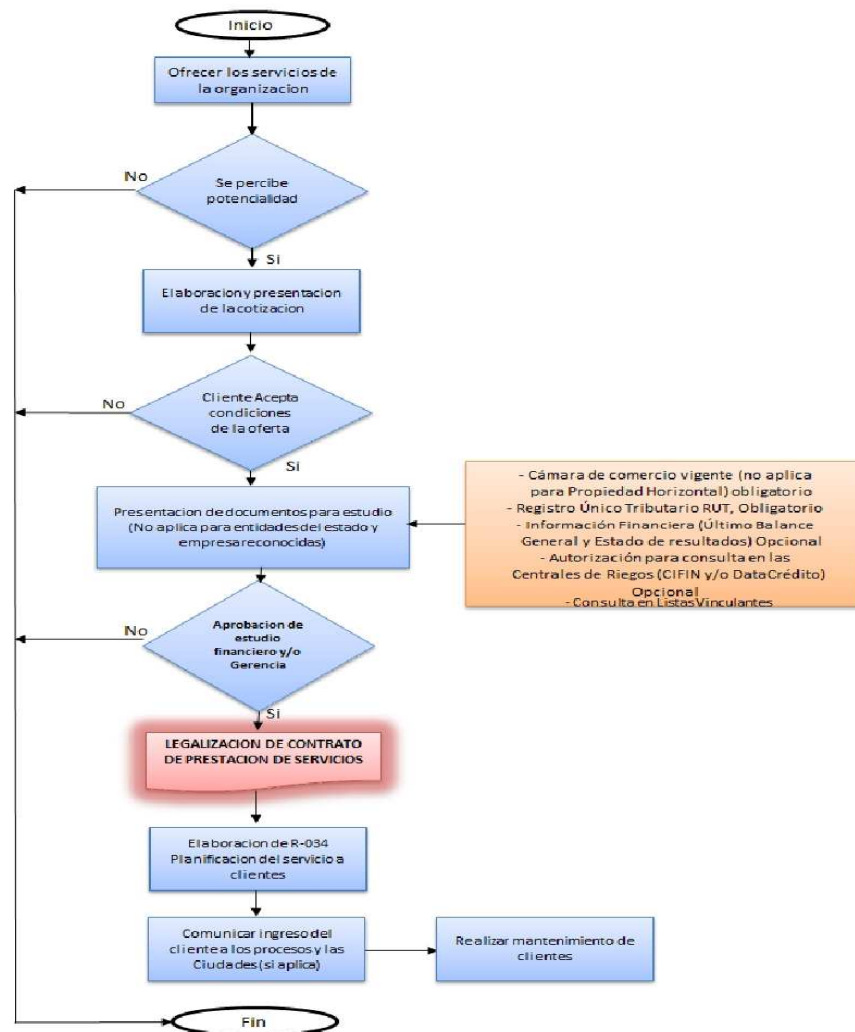 Inicio
Ofrecer los servicios de
la organizacion
No
Se percibe
potencialidad
Si
Elaboracion y presentacion
de la cotizacion
No
Cliente Acepta
condiciones
de la oferta
Si
Presentacion de documentos para estudio
(No aplica para entidades del estado y
empresa reconocidas)
- Cámara de comercio vigente (no aplica
para Propiedad Horizontal) obligatorio
- Registro Único Tributario RUT, Obligatorio
- Información Financiera (Último Balance
General y Estado de resultados) Opcional
- Autorización para consulta en las
Centrales de Riegos (CIFIN y/o DataCrédito)
Opcional
- Consulta en Listas Vinculantes
No
Aprobacion de
estudio
financiero y/o
Gerencia
Si
LEGALIZACION DE CONTRATO
DE PRESTACION DE SERVICIOS
Elaboracion de R-034
Planificacion del servicio a
clientes
Comunicar ingreso del
cliente a los procesos y las
Ciudades (si aplica)
Realizar mantenimiento de
clientes
Fin